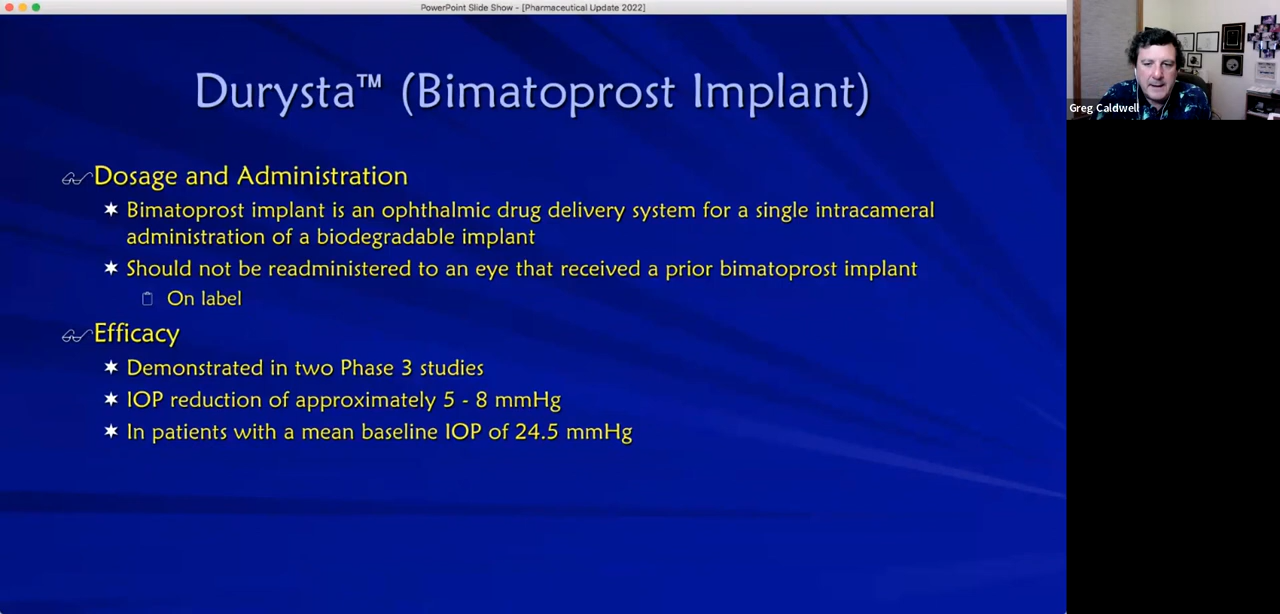 PowerPoint Slide Show - [Pharmaceutical Update 2022]
Durysta™ (Bimatoprost Implant)
Dosage and Administration
Bimatoprost implant is an ophthalmic drug delivery system for a single intracameral
administration of a biodegradable implant
Should not be readministered to an eye that received a prior bimatoprost implant
On label
Efficacy
Demonstrated in two Phase 3 studies
IOP reduction of approximately 5 - 8 mmHg
In patients with a mean baseline IOP of 24.5 mmHg
Greg Caldwell